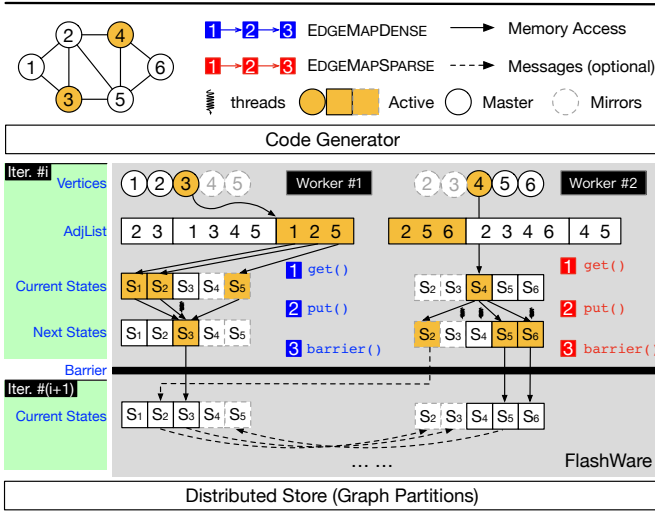 2 4
1 6
3 5
1 2 3 EDGEMAPDENSE
1 2 3 EDGEMAPSPARSE
threads Active
Memory Access
Messages (optional)
Master Mirrors
Code Generator
Iter. #i
Vertices 1 2 3 4 5 Worker #1 2 3 4 5 6 Worker #2
AdjList 2 3 1 3 4 5 1 2 5 2 5 6 2 3 4 6 4 5
Current States S1 S2 S3 S4 S5 1 get() S2 S3 S4 S5 S6 1 get()
2 put() 2 put()
Next States S1 S2 S3 S4 S5 3 barrier() S2 S3 S4 S5 S6 3 barrier()
Barrier
Iter. #(i+1)
Current States S1 S2 S3 S4 S5 S2 S3 S4 S5 S6
... ... FlashWare
Distributed Store (Graph Partitions)